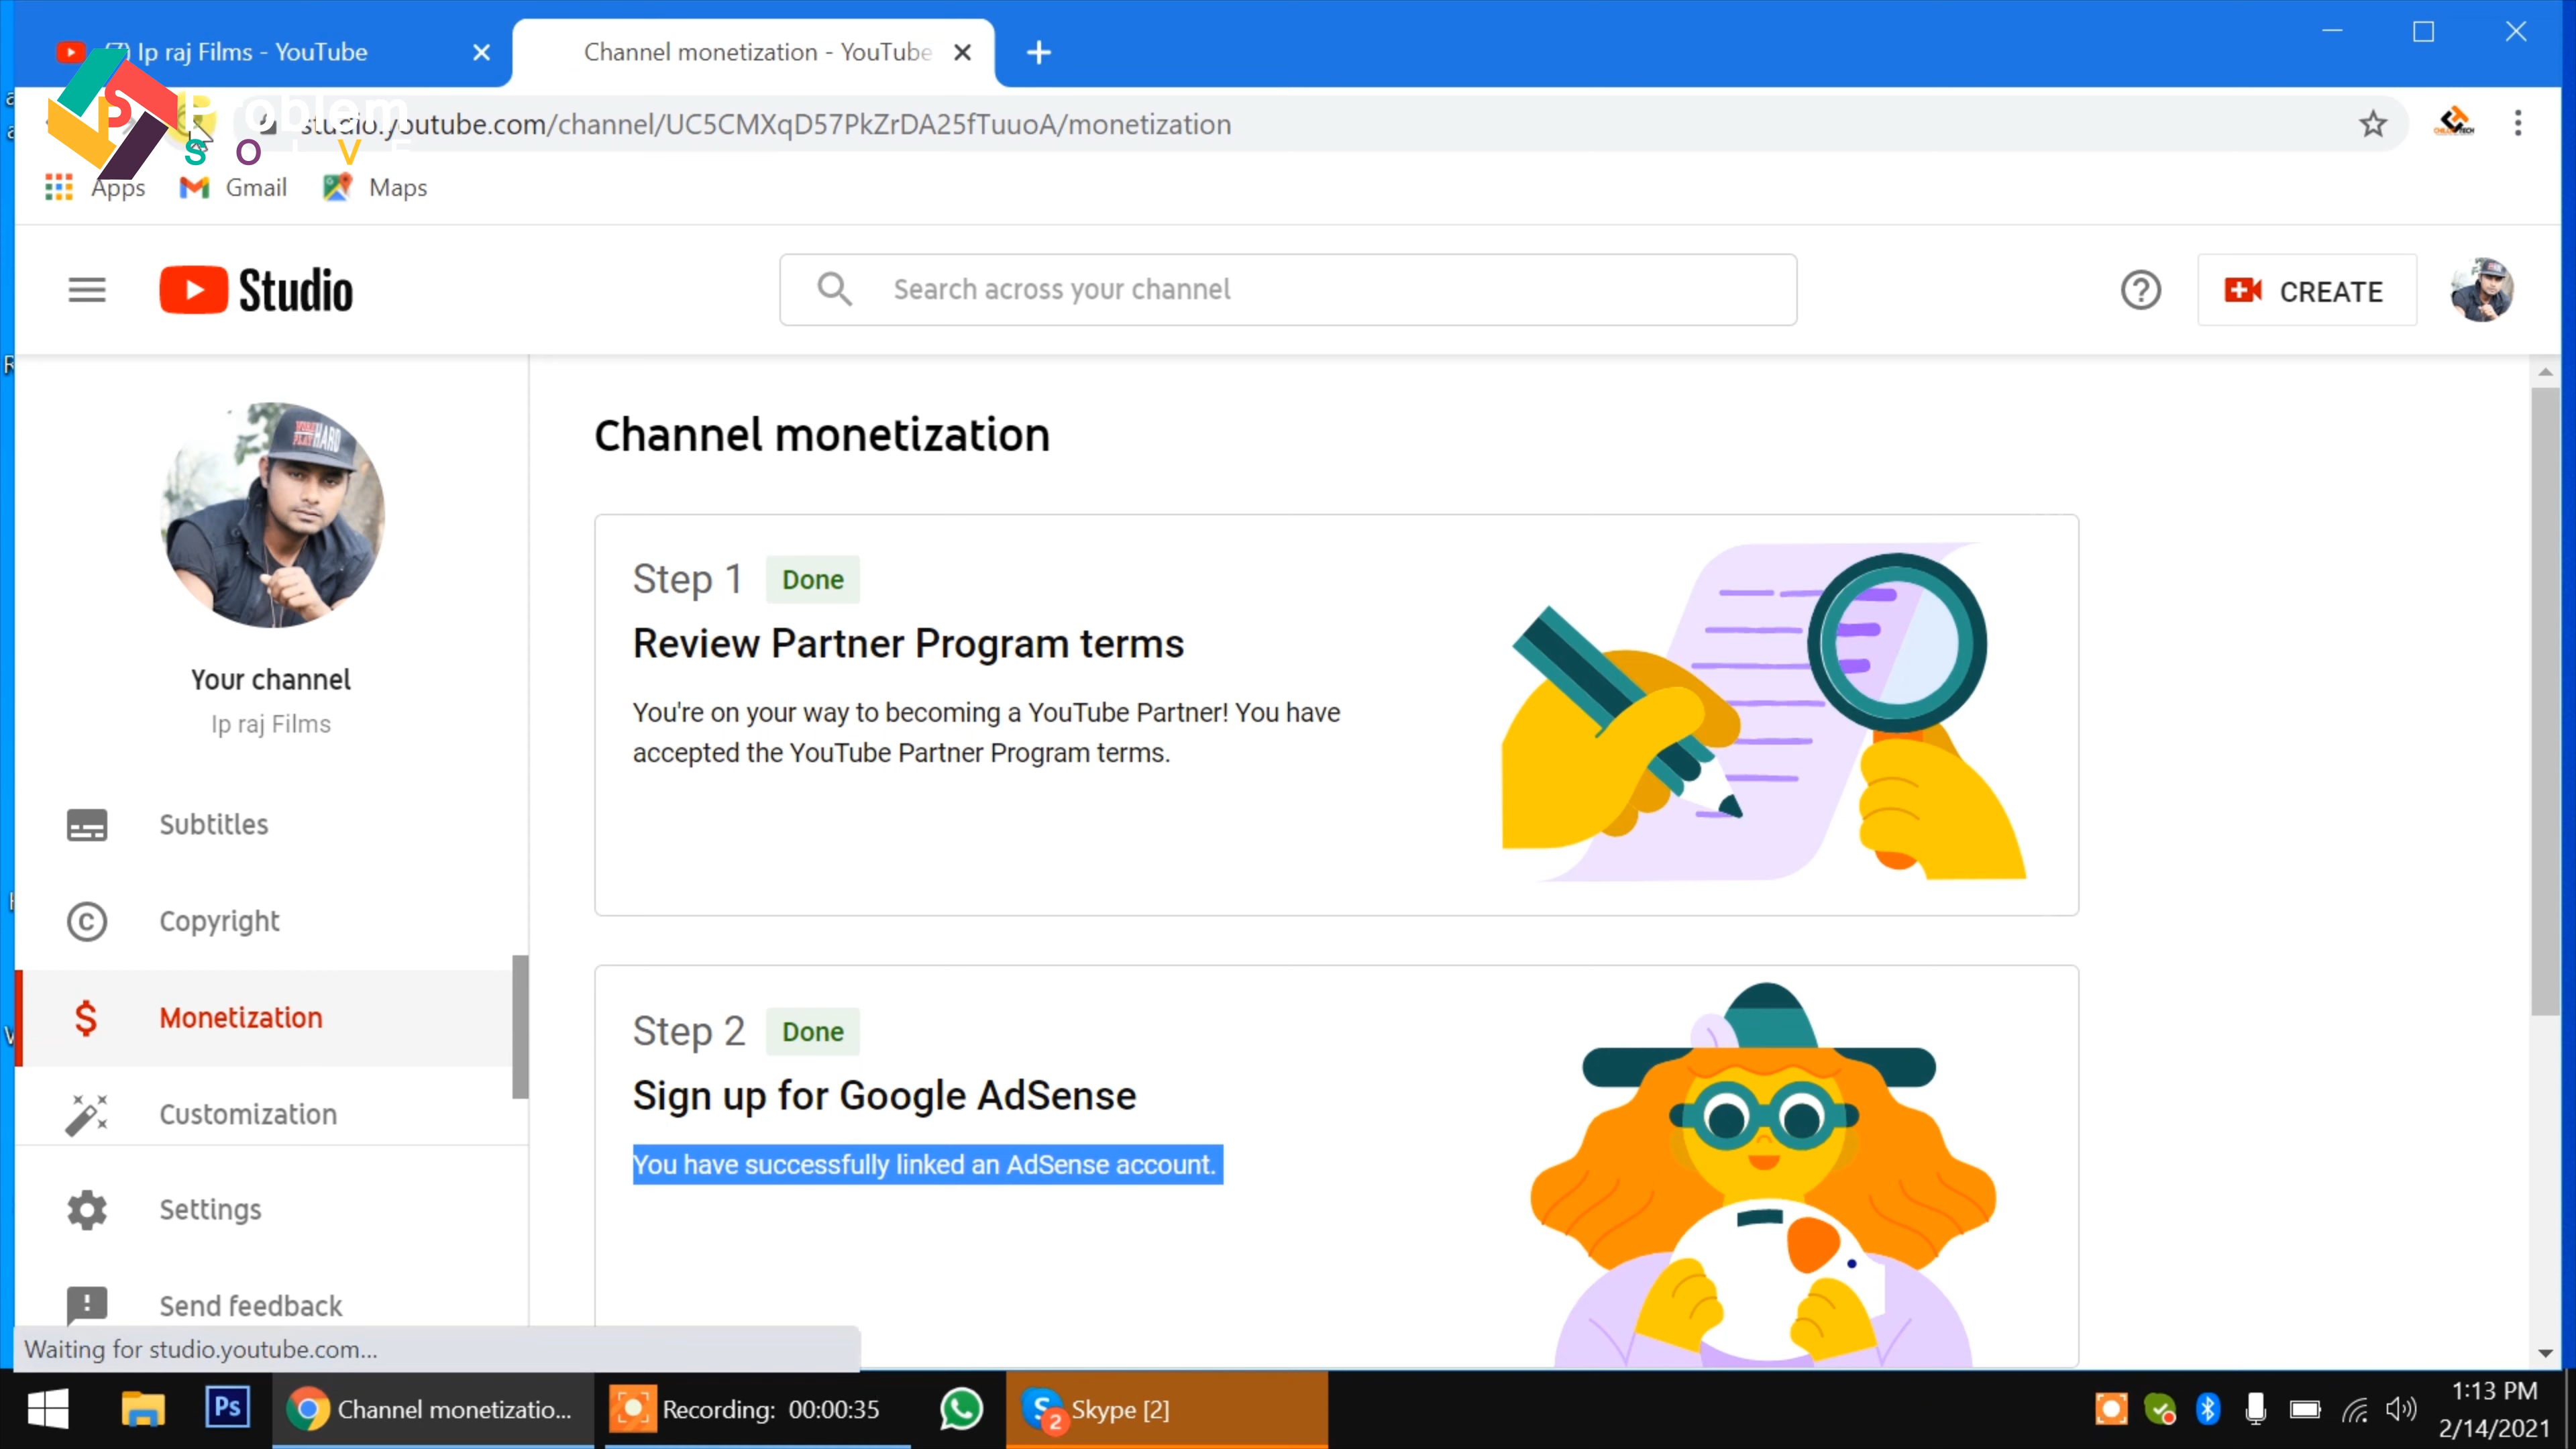 (7) Ip raj Films - YouTube
Channel monetization - YouTube
Problem
SOLVE
studio.youtube.com/channel/UC5CMXqD57PkZrDA25fTuuoA/monetization
Apps
Gmail
Maps
Studio
Search across your channel
CREATE
Channel monetization
Your channel
Ip raj Films
Subtitles
Copyright
Monetization
Customization
Settings
Send feedback
Step 1
Done
Review Partner Program terms
You're on your way to becoming a YouTube Partner! You have
accepted the YouTube Partner Program terms.
Step 2
Done
Sign up for Google AdSense
You have successfully linked an AdSense account.
Waiting for studio.youtube.com...
Ps
Channel monetizatio...
Recording: 00:00:35
Skype [2]
1:13 PM
2/14/2021